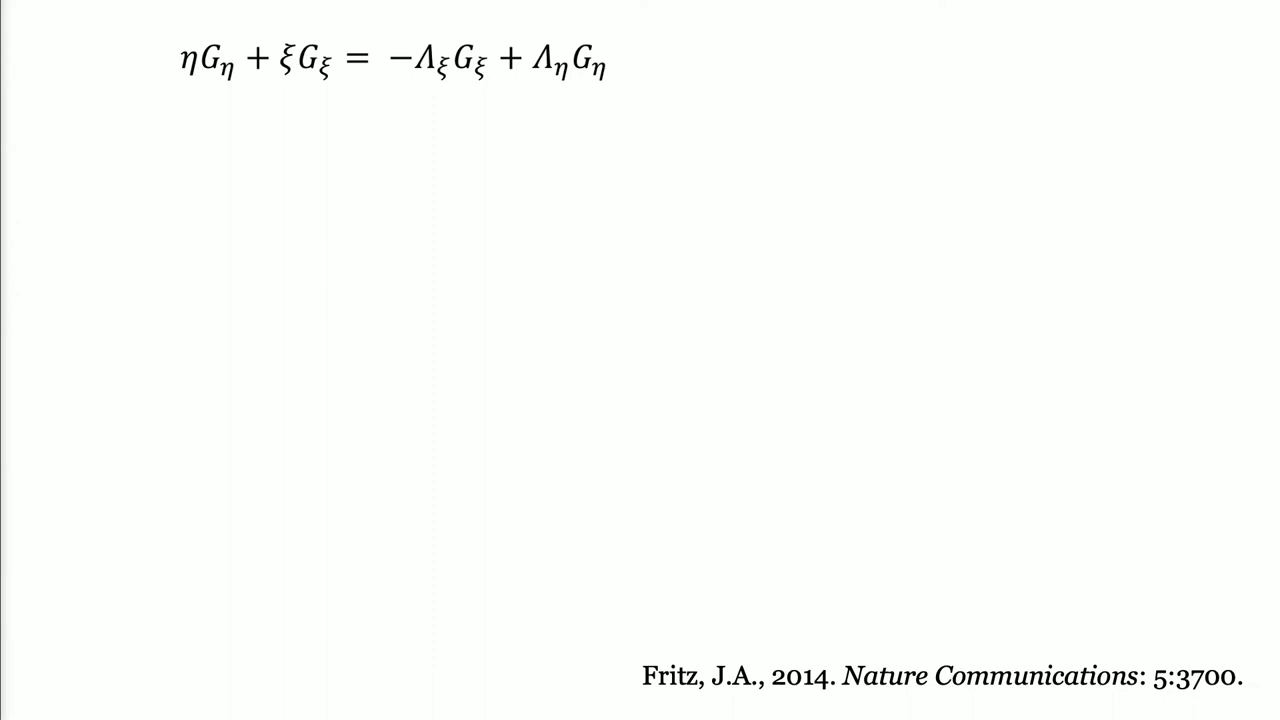 ηG_η + ξG_ξ = −Λ_ξG_ξ + Λ_ηG_η
Fritz, J.A., 2014. Nature Communications: 5:3700.